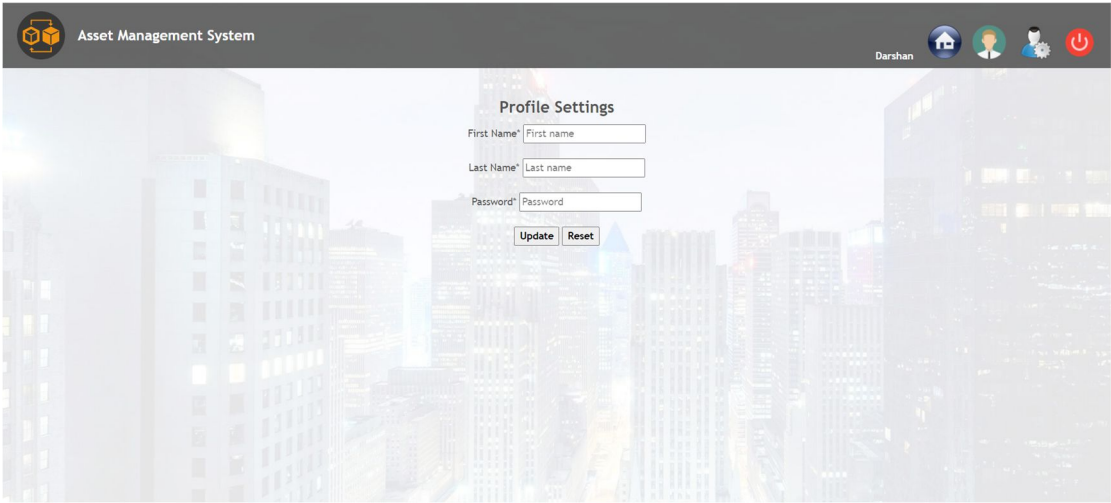 Asset Management System
Darshan
Profile Settings
First Name* First name
Last Name* Last name
Password* Password
Update Reset